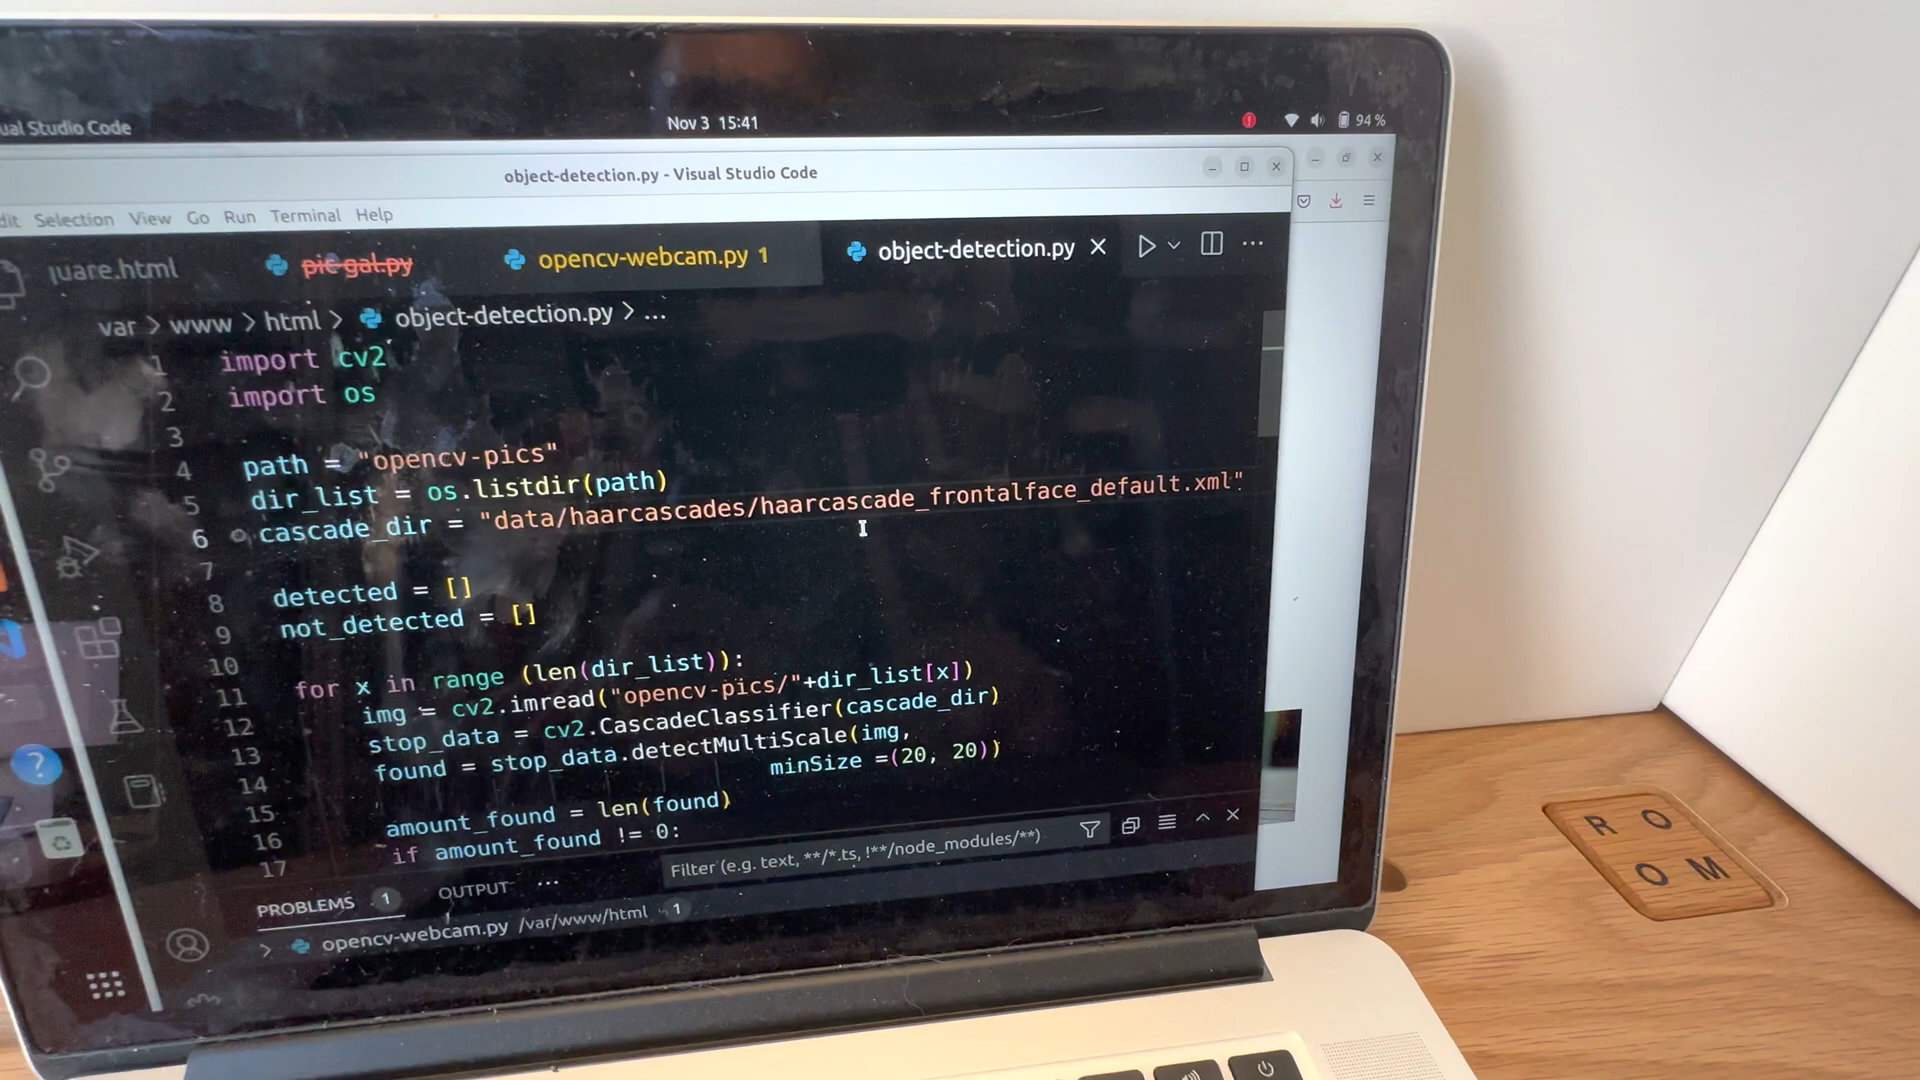 ual Studio Code
Nov 3 15:41
94 %
object-detection.py - Visual Studio Code
dit Selection View Go Run Terminal Help
quare.html
pic-gal.py
opencv-webcam.py 1
object-detection.py
var > www > html > object-detection.py > ...
1 import cv2
2 import os
3
4 path = "opencv-pics"
5 dir_list = os.listdir(path)
6 cascade_dir = "data/haarcascades/haarcascade_frontalface_default.xml"
7
8 detected = []
9 not_detected = []
10
11 for x in range (len(dir_list)):
12 img = cv2.imread("opencv-pics/"+dir_list[x])
13 stop_data = cv2.CascadeClassifier(cascade_dir)
14 found = stop_data.detectMultiScale(img,
15 minSize =(20, 20))
16 amount_found = len(found)
17 if amount_found != 0:
PROBLEMS 1
OUTPUT ...
Filter (e.g. text, **/*.ts, !**/node_modules/**)
opencv-webcam.py /var/www/html 1
R O
O M